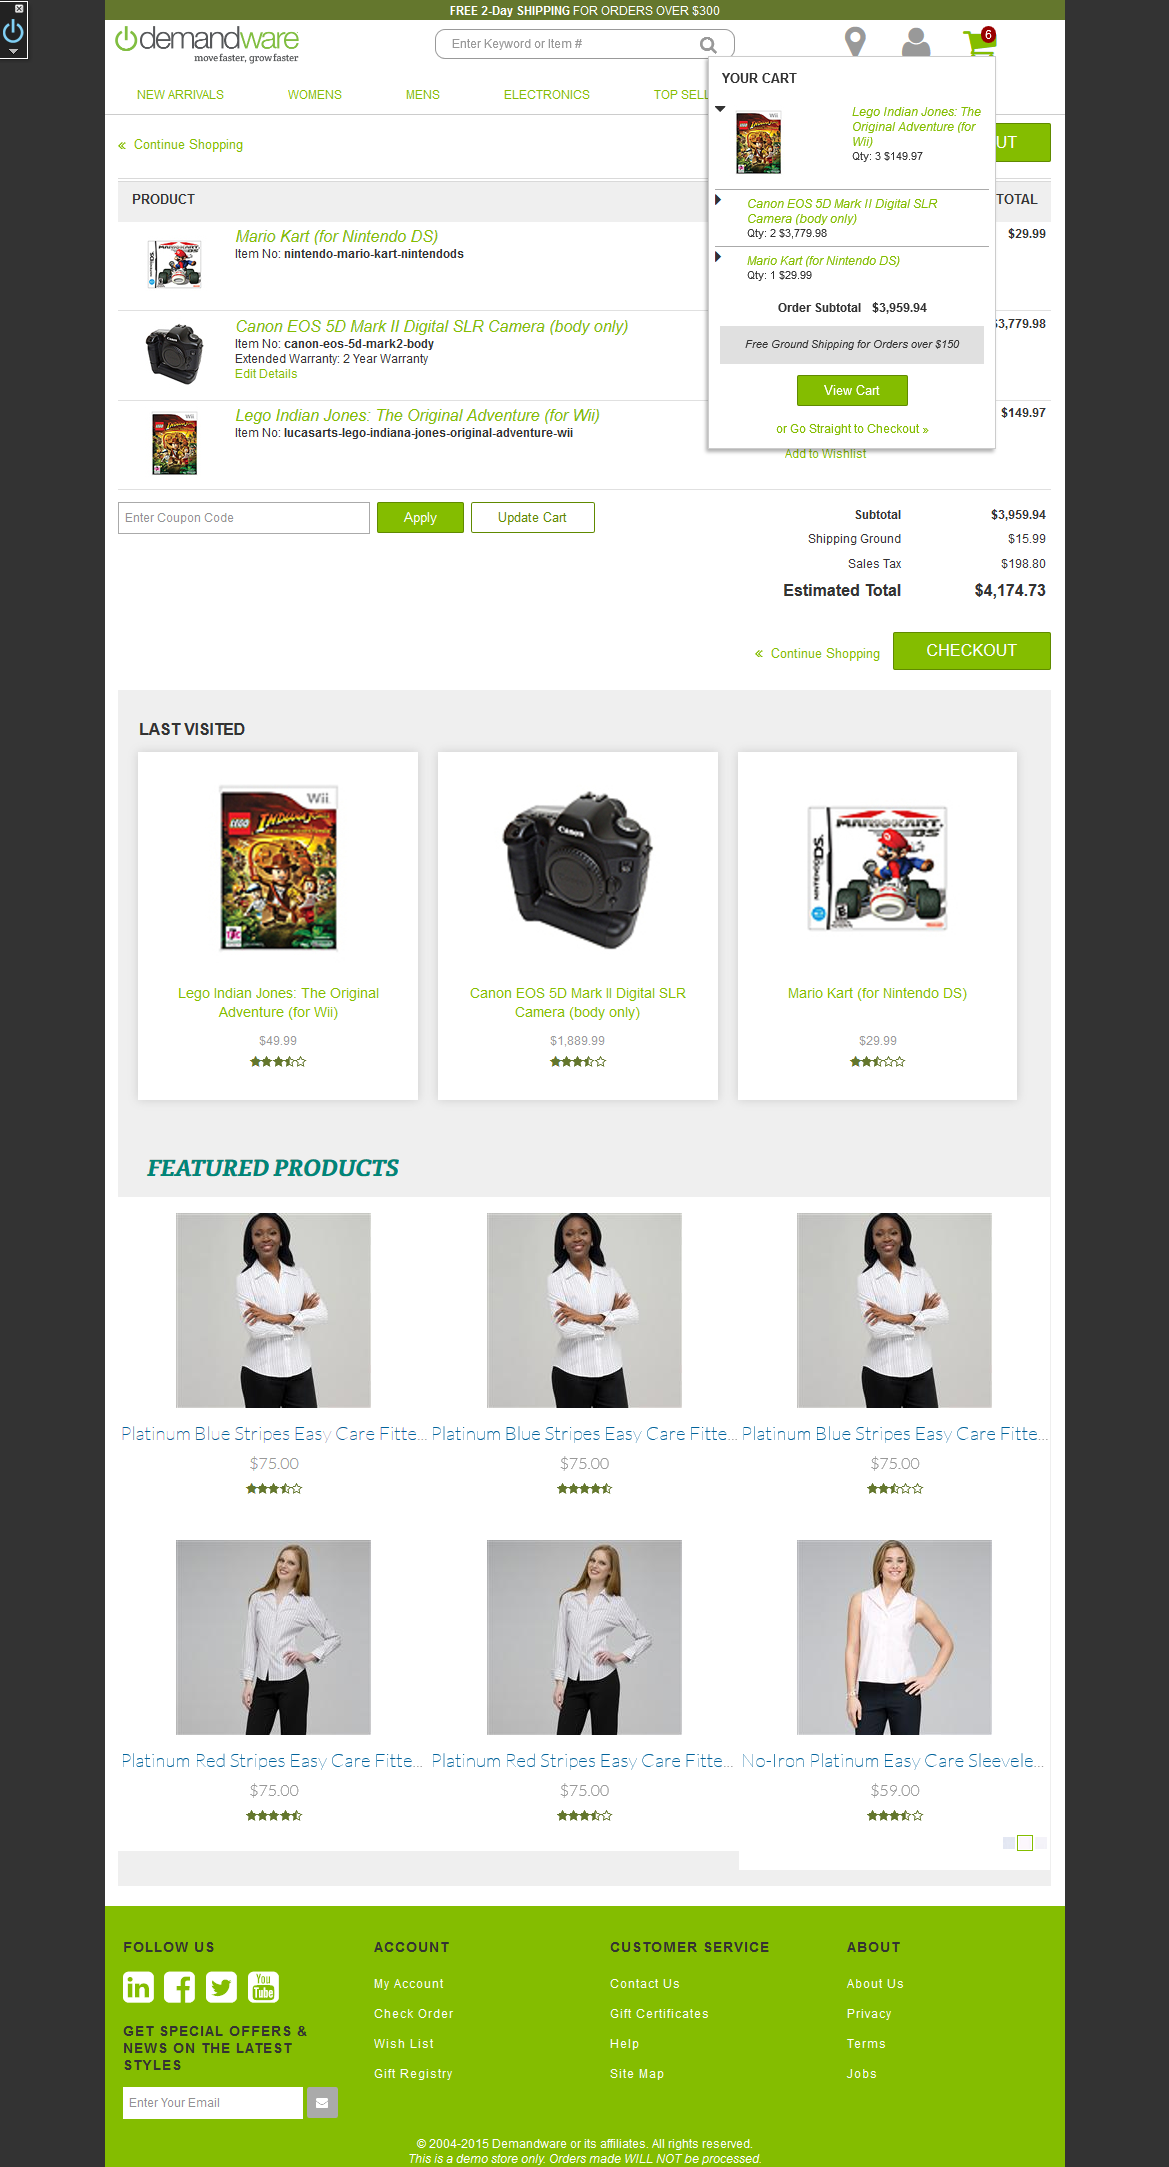 FREE 2-Day SHIPPING FOR ORDERS OVER $300
demandware
move faster, grow faster
Enter Keyword or Item #
6
NEW ARRIVALS
WOMENS
MENS
ELECTRONICS
TOP SELL
YOUR CART
Lego Indian Jones: The
Original Adventure (for
Wii)
Qty: 3 $149.97
Canon EOS 5D Mark II Digital SLR
Camera (body only)
Qty: 2 $3,779.98
Mario Kart (for Nintendo DS)
Qty: 1 $29.99
Order Subtotal $3,959.94
Free Ground Shipping for Orders over $150
View Cart
or Go Straight to Checkout »
Add to Wishlist
« Continue Shopping
UT
PRODUCT
TOTAL
Mario Kart (for Nintendo DS)
Item No: nintendo-mario-kart-nintendods
$29.99
Canon EOS 5D Mark II Digital SLR Camera (body only)
Item No: canon-eos-5d-mark2-body
Extended Warranty: 2 Year Warranty
Edit Details
$3,779.98
Lego Indian Jones: The Original Adventure (for Wii)
Item No: lucasarts-lego-indiana-jones-original-adventure-wii
$149.97
Enter Coupon Code
Apply
Update Cart
Subtotal $3,959.94
Shipping Ground $15.99
Sales Tax $198.80
Estimated Total $4,174.73
« Continue Shopping
CHECKOUT
LAST VISITED
Wii
LEGO
INDIANA JONES
Canon
MARIOKART
DS
NINTENDO DS
Lego Indian Jones: The Original
Adventure (for Wii)
$49.99
Canon EOS 5D Mark II Digital SLR
Camera (body only)
$1,889.99
Mario Kart (for Nintendo DS)
$29.99
FEATURED PRODUCTS
Platinum Blue Stripes Easy Care Fitte...
$75.00
Platinum Blue Stripes Easy Care Fitte...
$75.00
Platinum Blue Stripes Easy Care Fitte...
$75.00
Platinum Red Stripes Easy Care Fitte...
$75.00
Platinum Red Stripes Easy Care Fitte...
$75.00
No-Iron Platinum Easy Care Sleevele...
$59.00
FOLLOW US
in
You
Tube
GET SPECIAL OFFERS &
NEWS ON THE LATEST
STYLES
Enter Your Email
ACCOUNT
My Account
Check Order
Wish List
Gift Registry
CUSTOMER SERVICE
Contact Us
Gift Certificates
Help
Site Map
ABOUT
About Us
Privacy
Terms
Jobs
© 2004-2015 Demandware or its affiliates. All rights reserved.
This is a demo store only. Orders made WILL NOT be processed.